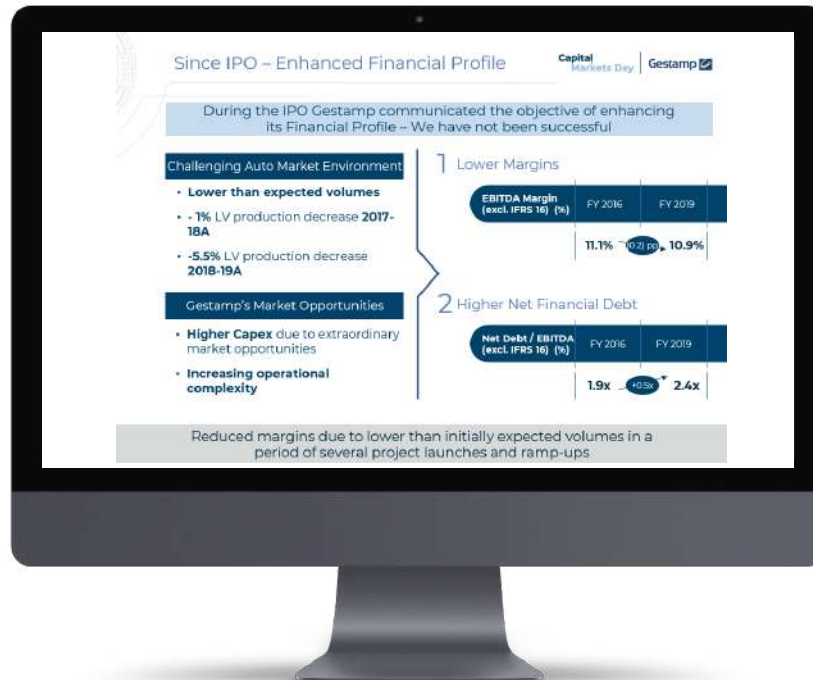 Since IPO – Enhanced Financial Profile
Capital
Markets Day
Gestamp
During the IPO Gestamp communicated the objective of enhancing
its Financial Profile – We have not been successful
Challenging Auto Market Environment
• Lower than expected volumes
• - 1% LV production decrease 2017-
18A
• -5.5% LV production decrease
2018-19A
Gestamp's Market Opportunities
• Higher Capex due to extraordinary
market opportunities
• Increasing operational
complexity
1 Lower Margins
EBITDA Margin
(excl. IFRS 16) (%)
FY 2016
FY 2019
11.1%
(0.2) pp
10.9%
2 Higher Net Financial Debt
Net Debt / EBITDA
(excl. IFRS 16) (%)
FY 2016
FY 2019
1.9x
+0.5x
2.4x
Reduced margins due to lower than initially expected volumes in a
period of several project launches and ramp-ups